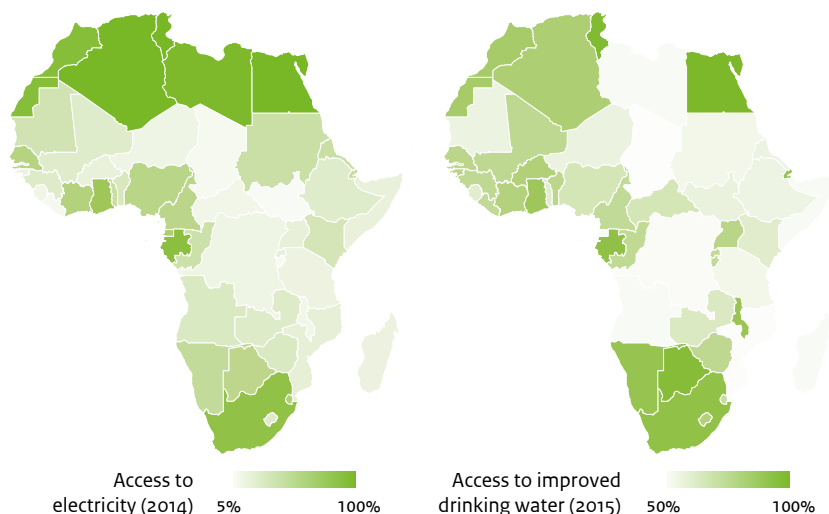 Access to
electricity (2014)
5%
100%
Access to improved
drinking water (2015)
50%
100%